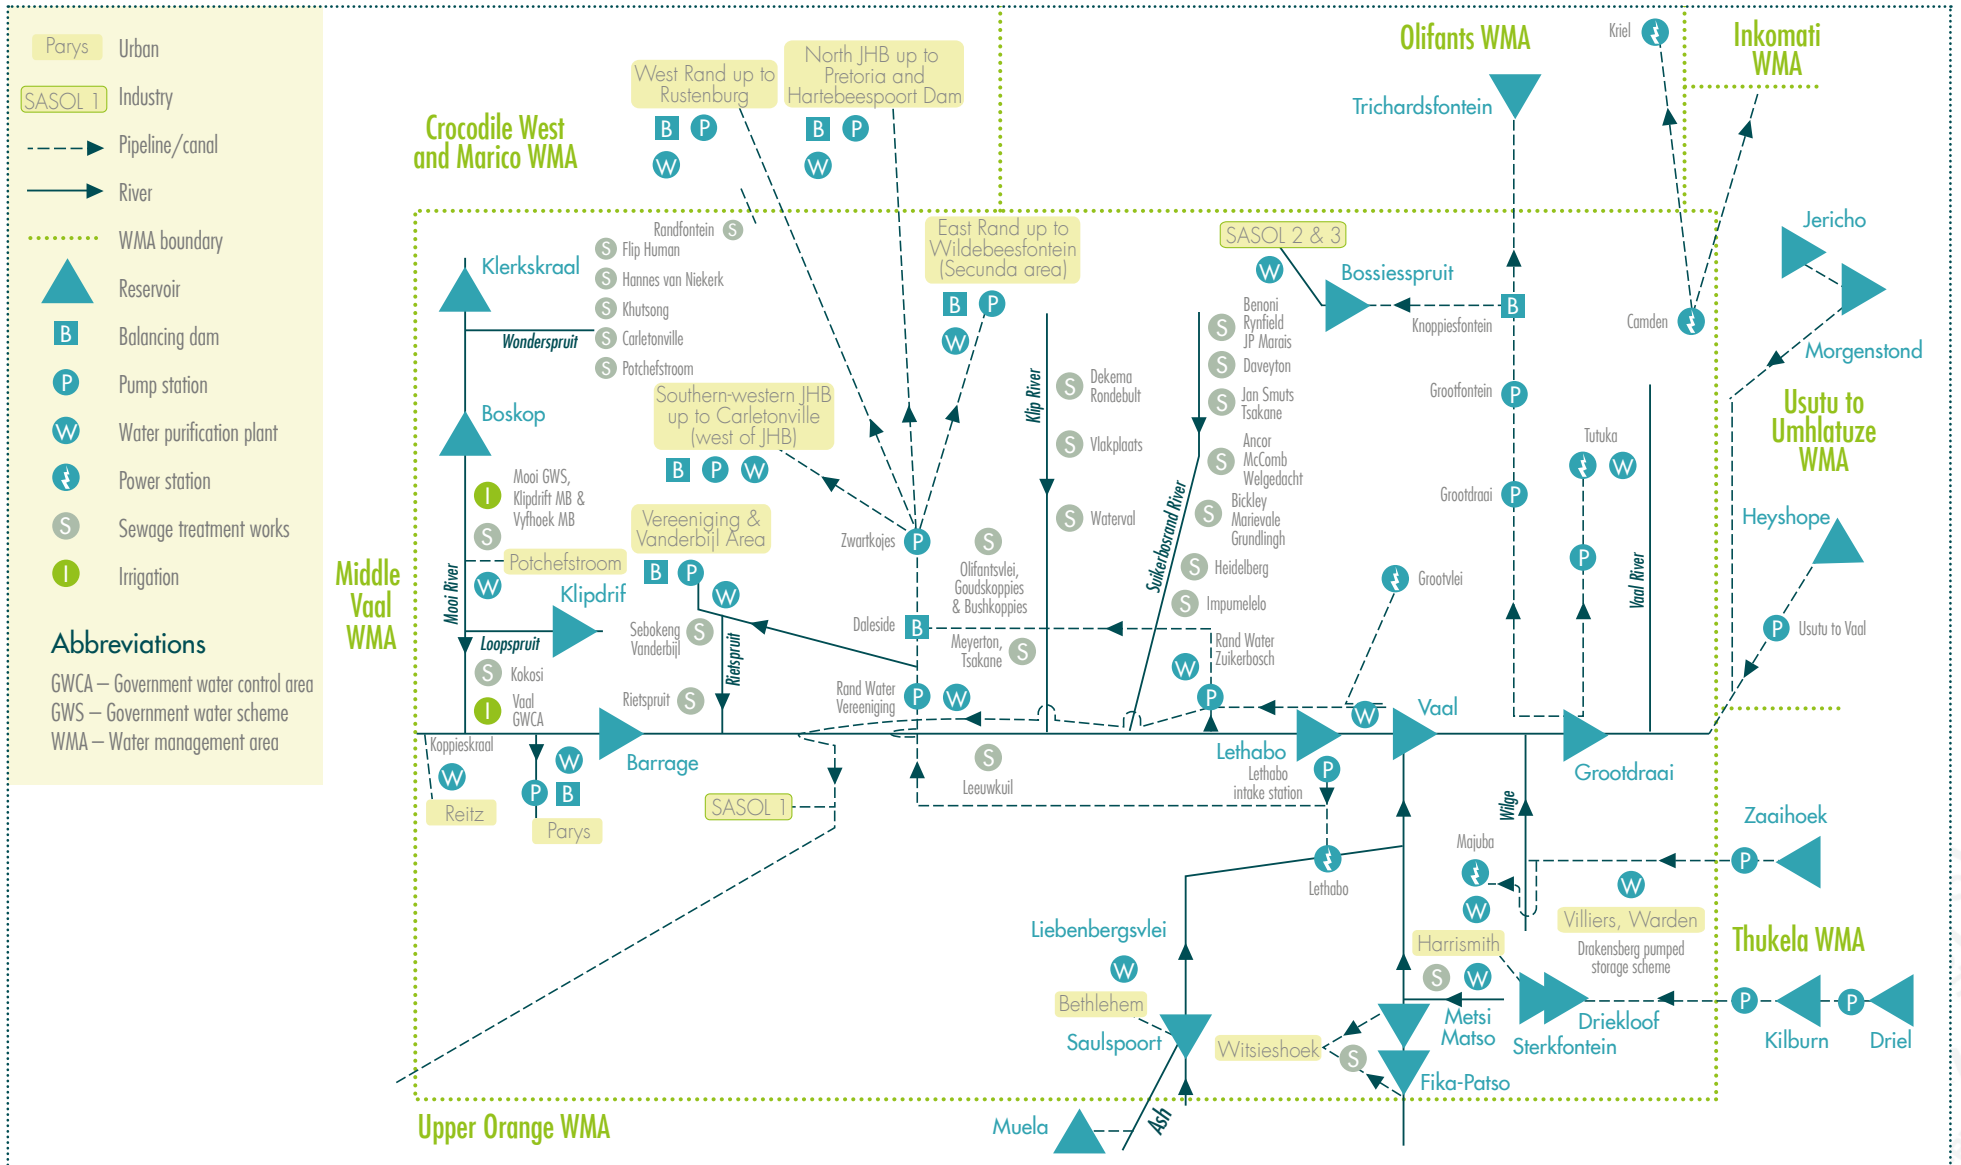 Parys
Urban
SASOL 1
Industry
Pipeline/canal
River
WMA boundary
Reservoir
B
Balancing dam
P
Pump station
W
Water purification plant
Power station
S
Sewage treatment works
I
Irrigation
Abbreviations
GWCA – Government water control area
GWS – Government water scheme
WMA – Water management area
Crocodile West
and Marico WMA
West Rand up to
Rustenburg
B P
W
North JHB up to
Pretoria and
Hartebeespoort Dam
B P
W
Olifants WMA
Kriel
Inkomati
WMA
Trichardsfontein
Jericho
Morgenstond
Usutu to
Umhlatuze
WMA
Heyshope
P
Usutu to Vaal
Klerkskraal
Randfontein
S
S
Flip Human
S
Hannes van Niekerk
S
Khutsong
S
Carletonville
S
Potchefstroom
Wonderspruit
East Rand up to
Wildebeesfontein
(Secunda area)
B P
W
SASOL 2 & 3
W
Bossiesspruit
B
Knoppiesfontein
Camden
Boskop
Southern-western JHB
up to Carletonville
(west of JHB)
B P W
Klip River
S
Dekema
Rondebult
S
Vlakplaats
S
Waterval
Benoni
Rynfield
JP Marais
S
Daveyton
S
Jan Smuts
Tsakane
S
Ancor
McComb
Welgedacht
S
Bickley
Marievale
Grundlingh
S
Heidelberg
S
Impumelelo
S
Suikerbosrand River
Grootfontein
P
Grootdraai
P
Tutuka
W
P
Vaal River
I
Mooi GWS,
Klipdrift MB &
Vyfhoek MB
S
Potchefstroom
W
Mooi River
Klipdrif
Loopspruit
S
Kokosi
I
Vaal
GWCA
Middle
Vaal
WMA
Vereeniging &
Vanderbijl Area
B P W
Sebokeng
Vanderbijl
S
Rietspruit
Rietspruit
S
Zwartkojes
P
S
Olifantsvlei,
Goudskoppies
& Bushkoppies
Daleside
B
Meyerton,
Tsakane
S
Rand Water
Vereeniging
P W
Rand Water
Zuikerbosch
W
P
Grootvlei
W
Vaal
Koppieskraal
W
Reitz
W
P B
Parys
Barrage
SASOL 1
S
Leeuwkuil
Lethabo
Lethabo
intake station
P
Lethabo
Grootdraai
Wilge
Zaaihoek
P
Majuba
W
W
Villiers, Warden
Drakensberg pumped
storage scheme
Thukela WMA
Harrismith
S W
Liebenbergsvlei
W
Bethlehem
Saulspoort
Witsieshoek
S
Metsi
Matso
Driekloof
Sterkfontein
P
Kilburn
P
Driel
Fika-Patso
Upper Orange WMA
Muela
Ash